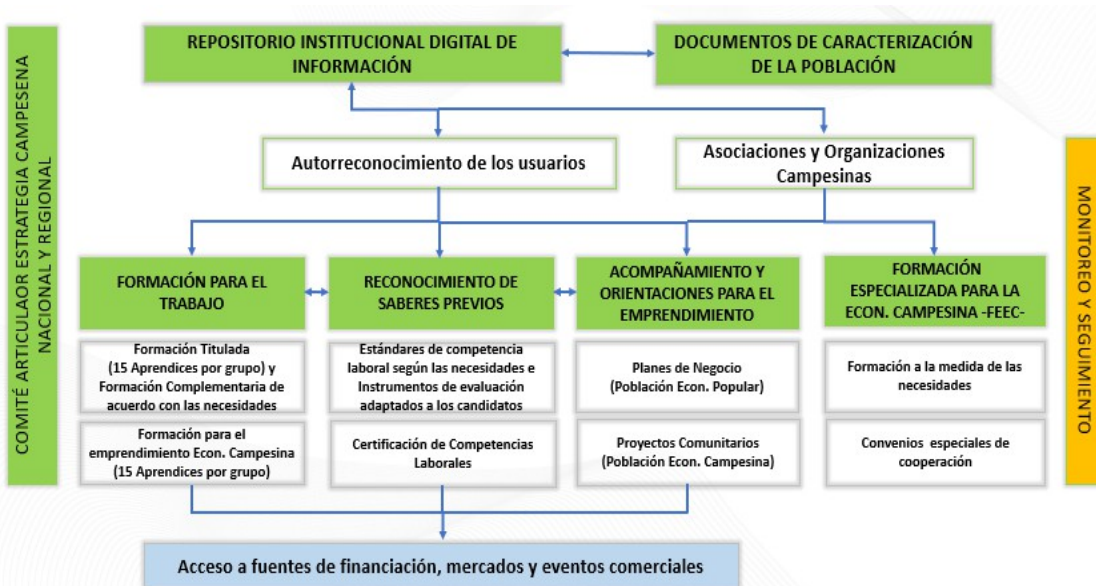 COMITÉ ARTICULAOR ESTRATEGIA CAMPESENA
NACIONAL Y REGIONAL
REPOSITORIO INSTITUCIONAL DIGITAL DE
INFORMACIÓN
DOCUMENTOS DE CARACTERIZACIÓN
DE LA POBLACIÓN
Autorreconocimiento de los usuarios
Asociaciones y Organizaciones
Campesinas
FORMACIÓN PARA EL
TRABAJO
RECONOCIMIENTO DE
SABERES PREVIOS
ACOMPAÑAMIENTO Y
ORIENTACIONES PARA EL
EMPRENDIMIENTO
FORMACIÓN
ESPECIALIZADA PARA LA
ECON. CAMPESINA -FEEC-
Formación Titulada
(15 Aprendices por grupo) y
Formación Complementaria de
acuerdo con las necesidades
Estándares de competencia
laboral según las necesidades e
Instrumentos de evaluación
adaptados a los candidatos
Planes de Negocio
(Población Econ. Popular)
Formación a la medida de las
necesidades
Formación para el
emprendimiento Econ. Campesina
(15 Aprendices por grupo)
Certificación de Competencias
Laborales
Proyectos Comunitarios
(Población Econ. Campesina)
Convenios especiales de
cooperación
Acceso a fuentes de financiación, mercados y eventos comerciales
MONITOREO Y SEGUIMIENTO